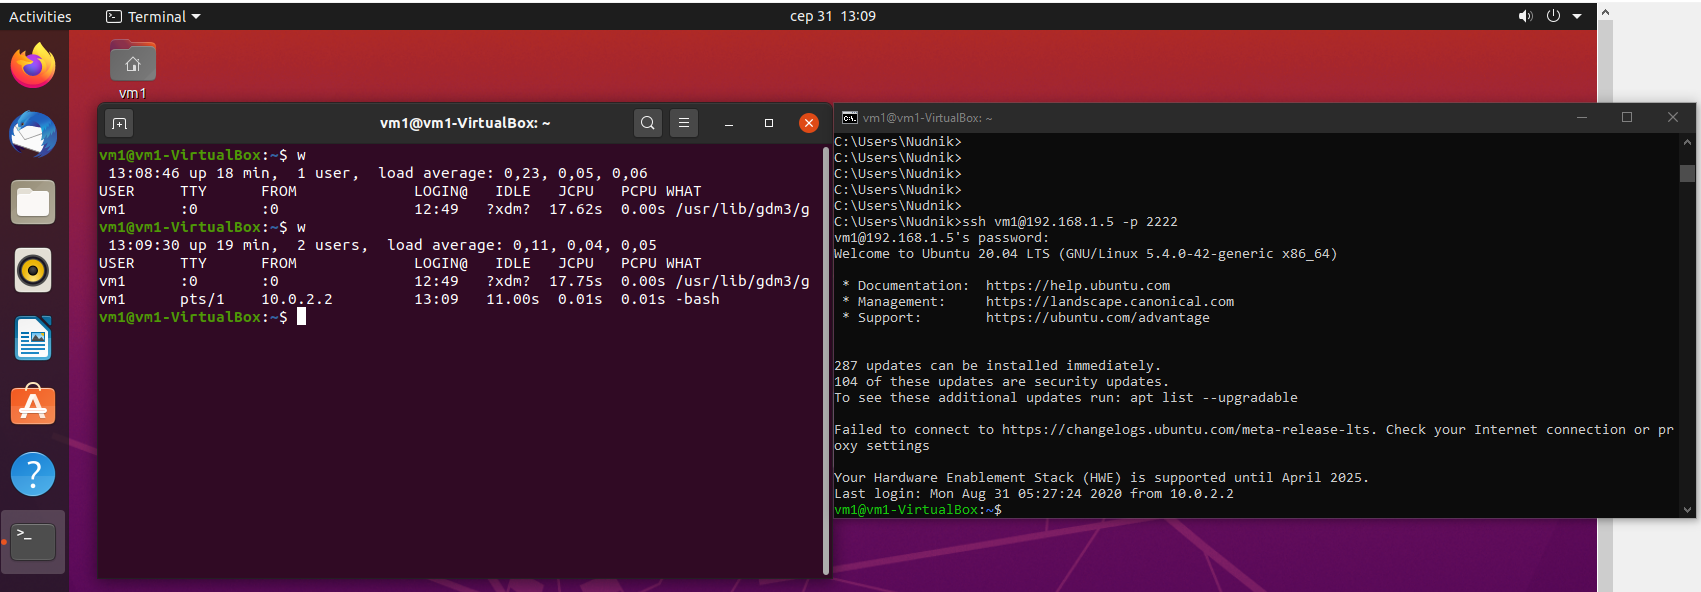 Activities
Terminal
сер 31 13:09
vm1
vm1@vm1-VirtualBox: ~
vm1@vm1-VirtualBox:~$ w
13:08:46 up 18 min,  1 user,  load average: 0,23, 0,05, 0,06
USER     TTY      FROM             LOGIN@   IDLE   JCPU   PCPU WHAT
vm1      :0       :0               12:49   ?xdm?  17.62s  0.00s /usr/lib/gdm3/g
vm1@vm1-VirtualBox:~$ w
13:09:30 up 19 min,  2 users,  load average: 0,11, 0,04, 0,05
USER     TTY      FROM             LOGIN@   IDLE   JCPU   PCPU WHAT
vm1      :0       :0               12:49   ?xdm?  17.75s  0.00s /usr/lib/gdm3/g
vm1      pts/1    10.0.2.2         13:09   11.00s  0.01s  0.01s -bash
vm1@vm1-VirtualBox:~$
vm1@vm1-VirtualBox: ~
C:\Users\Nudnik>
C:\Users\Nudnik>
C:\Users\Nudnik>
C:\Users\Nudnik>
C:\Users\Nudnik>
C:\Users\Nudnik>ssh vm1@192.168.1.5 -p 2222
vm1@192.168.1.5's password:
Welcome to Ubuntu 20.04 LTS (GNU/Linux 5.4.0-42-generic x86_64)
* Documentation:  https://help.ubuntu.com
* Management:     https://landscape.canonical.com
* Support:        https://ubuntu.com/advantage
287 updates can be installed immediately.
104 of these updates are security updates.
To see these additional updates run: apt list --upgradable
Failed to connect to https://changelogs.ubuntu.com/meta-release-lts. Check your Internet connection or pr
oxy settings
Your Hardware Enablement Stack (HWE) is supported until April 2025.
Last login: Mon Aug 31 05:27:24 2020 from 10.0.2.2
vm1@vm1-VirtualBox:~$